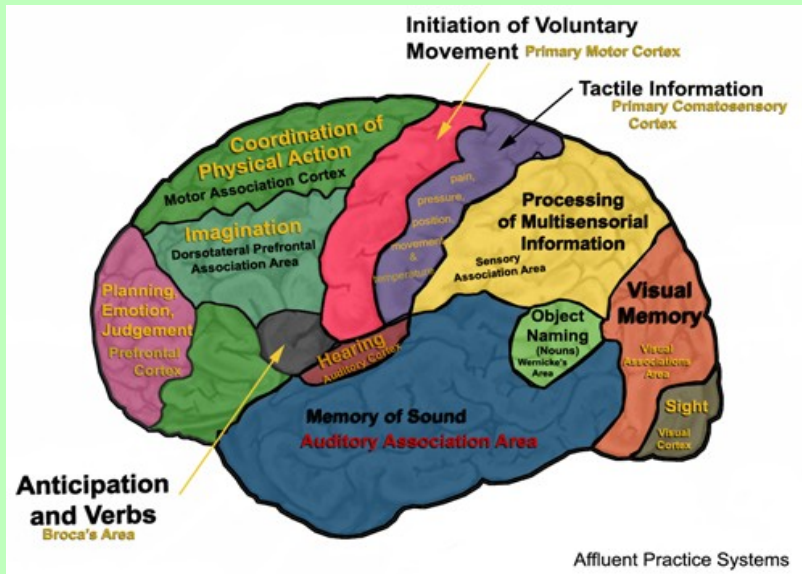 Initiation of Voluntary
Movement Primary Motor Cortex
Tactile Information
Primary Comatosensory
Cortex
Coordination of
Physical Action
Motor Association Cortex
pain,
pressure,
position,
movement
&
temperature
Processing
of Multisensorial
Information
Sensory
Association Area
Imagination
Dorsotateral Prefrontal
Association Area
Planning,
Emotion,
Judgement
Prefrontal
Cortex
Visual
Memory
Visual
Associations
Area
Object
Naming
(Nouns)
Wernicke's
Area
Hearing
Auditory Cortex
Sight
Visual
Cortex
Memory of Sound
Auditory Association Area
Anticipation
and Verbs
Broca's Area
Affluent Practice Systems